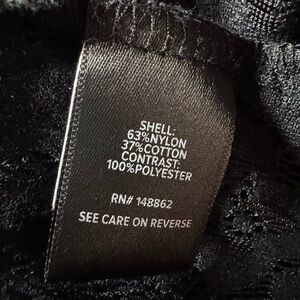 SHELL:
63%NYLON
37%COTTON
CONTRAST:
100%POLYESTER
RN# 148862
SEE CARE ON REVERSE